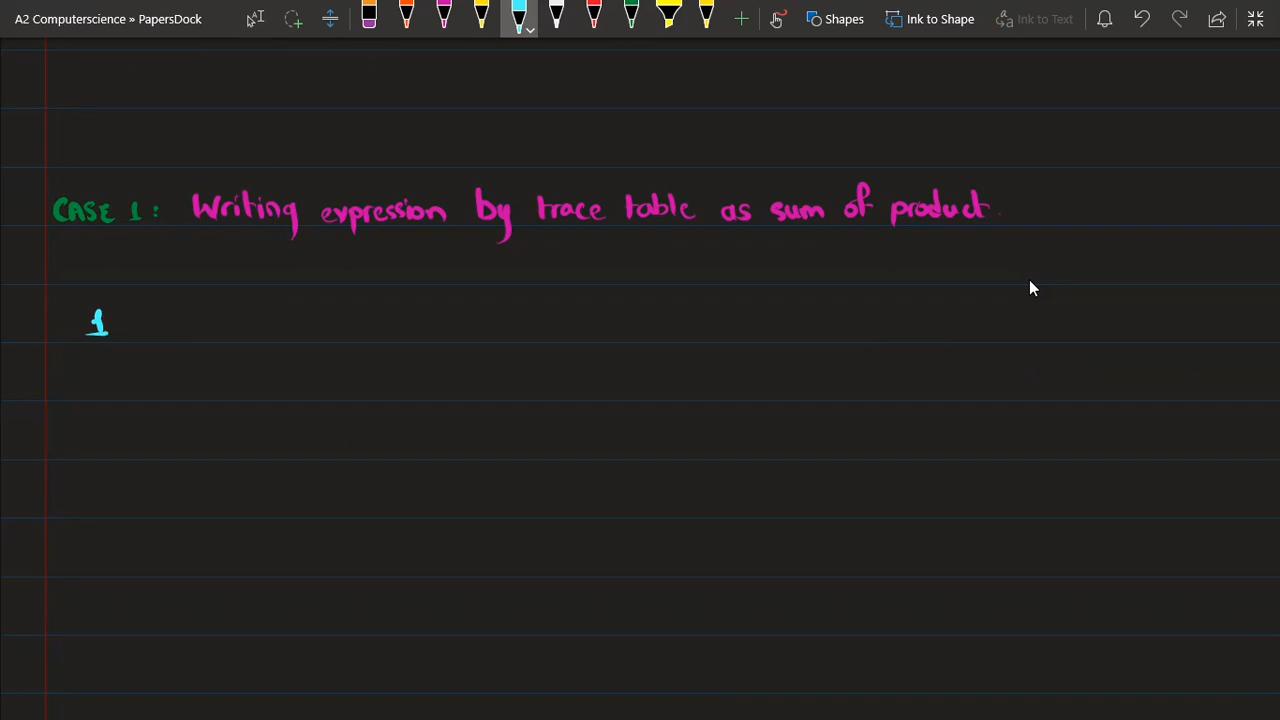 A2 Computerscience » PapersDock
Shapes
Ink to Shape
Ink to Text
CASE 1: Writing expression by trace table as sum of product.
1